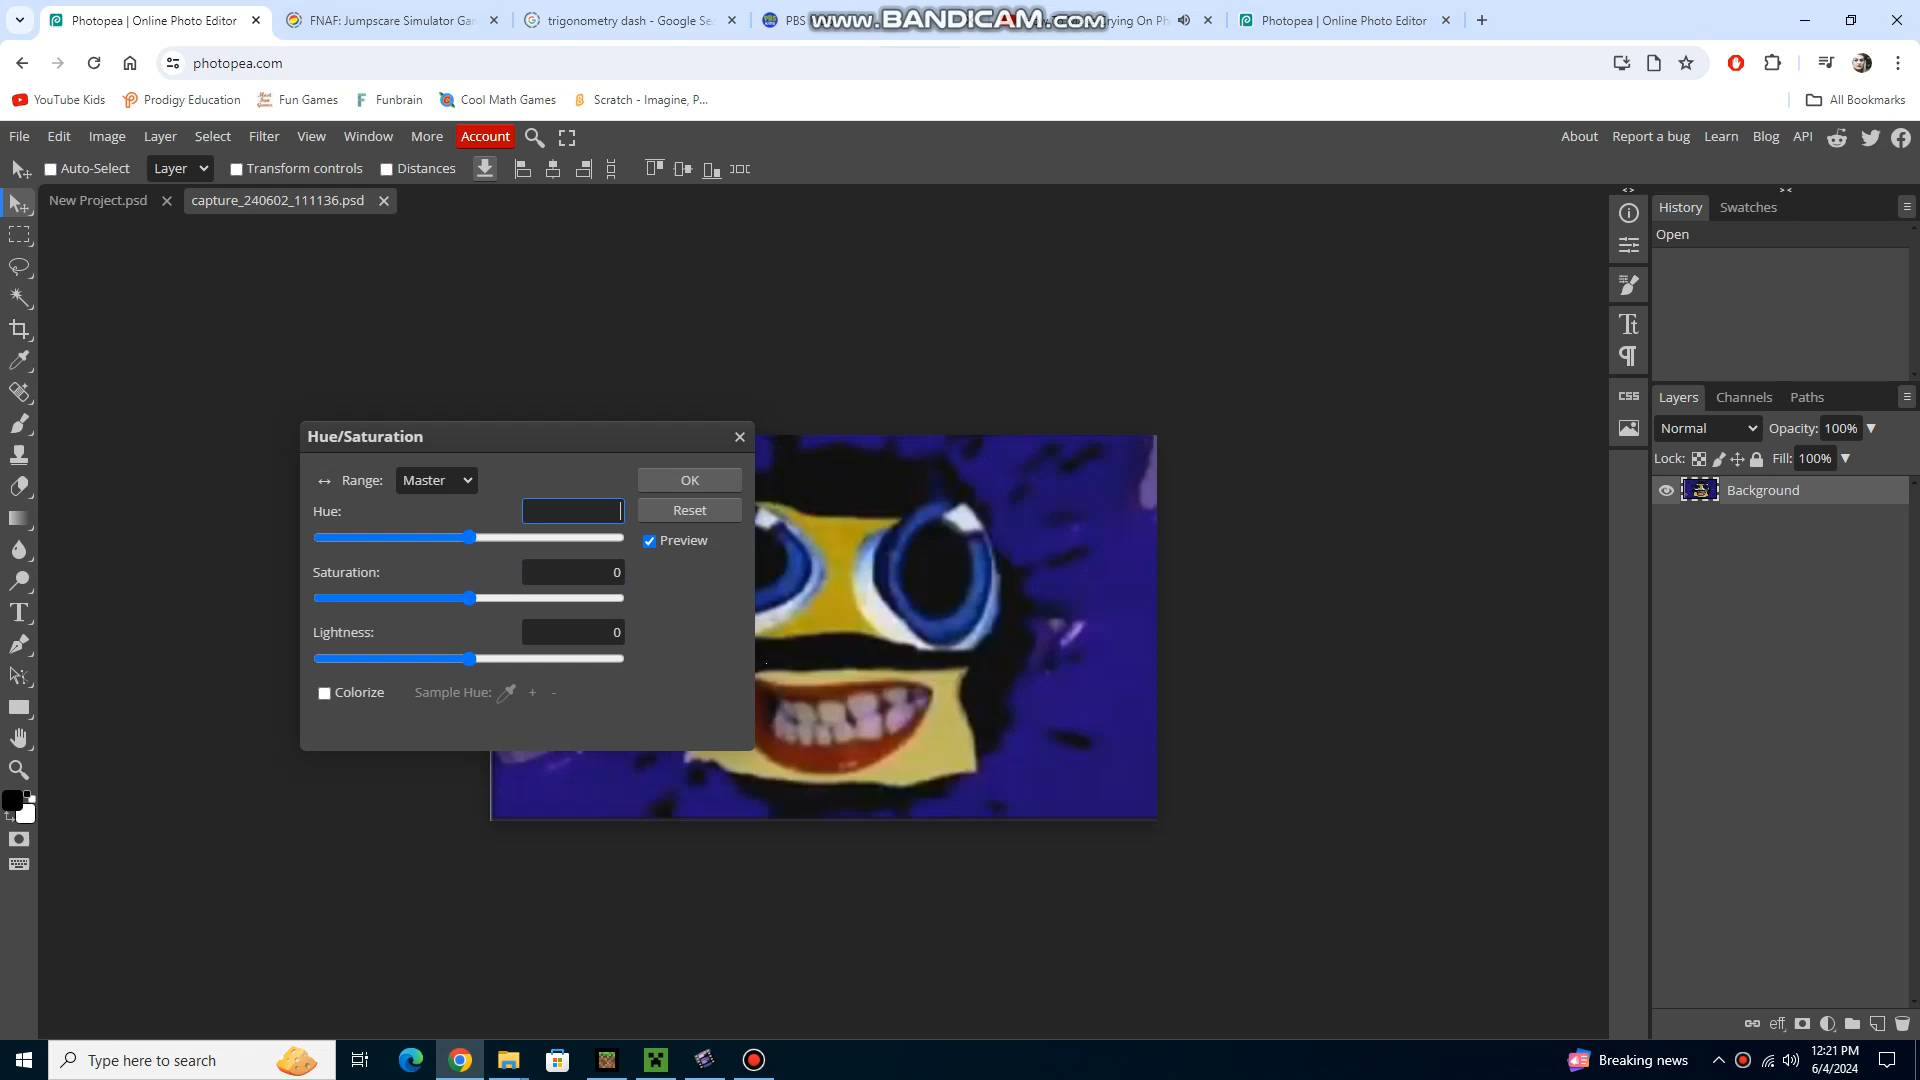 Photopea | Online Photo Editor
FNAF: Jumpscare Simulator Gam
trigonometry dash - Google Se
PBS
www.BANDICAM.com
Crying On Ph
Photopea | Online Photo Editor
photopea.com
YouTube Kids
Prodigy Education
Fun Games
Funbrain
Cool Math Games
Scratch - Imagine, P...
All Bookmarks
File Edit Image Layer Select Filter View Window More Account
About Report a bug Learn Blog API
Auto-Select Layer Transform controls Distances
New Project.psd capture_240602_111136.psd
History Swatches
Open
CSS
Layers Channels Paths
Normal Opacity: 100%
Lock: Fill: 100%
Background
eff
Hue/Saturation
Range: Master OK
Hue: Reset
Preview
Saturation: 0
Lightness: 0
Colorize Sample Hue: + -
Type here to search
Breaking news
12:21 PM
6/4/2024